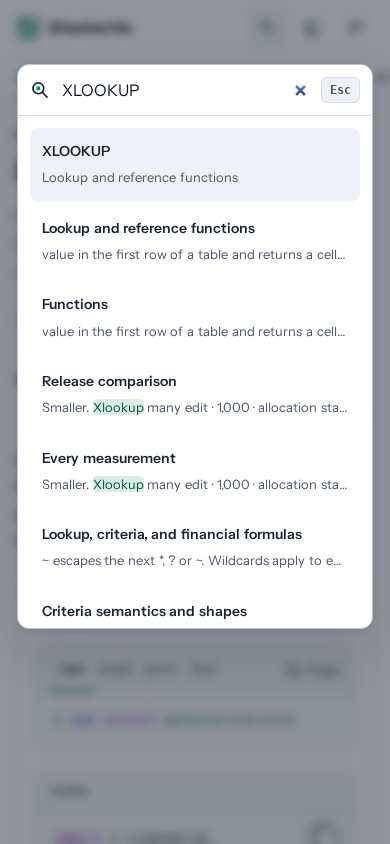 XLOOKUP
Esc
XLOOKUP
Lookup and reference functions
Lookup and reference functions
value in the first row of a table and returns a cell...
Functions
value in the first row of a table and returns a cell...
Release comparison
Smaller. Xlookup many edit · 1,000 · allocation sta...
Every measurement
Smaller. Xlookup many edit · 1,000 · allocation sta...
Lookup, criteria, and financial formulas
~ escapes the next *, ? or ~. Wildcards apply to e...
Criteria semantics and shapes
Copy